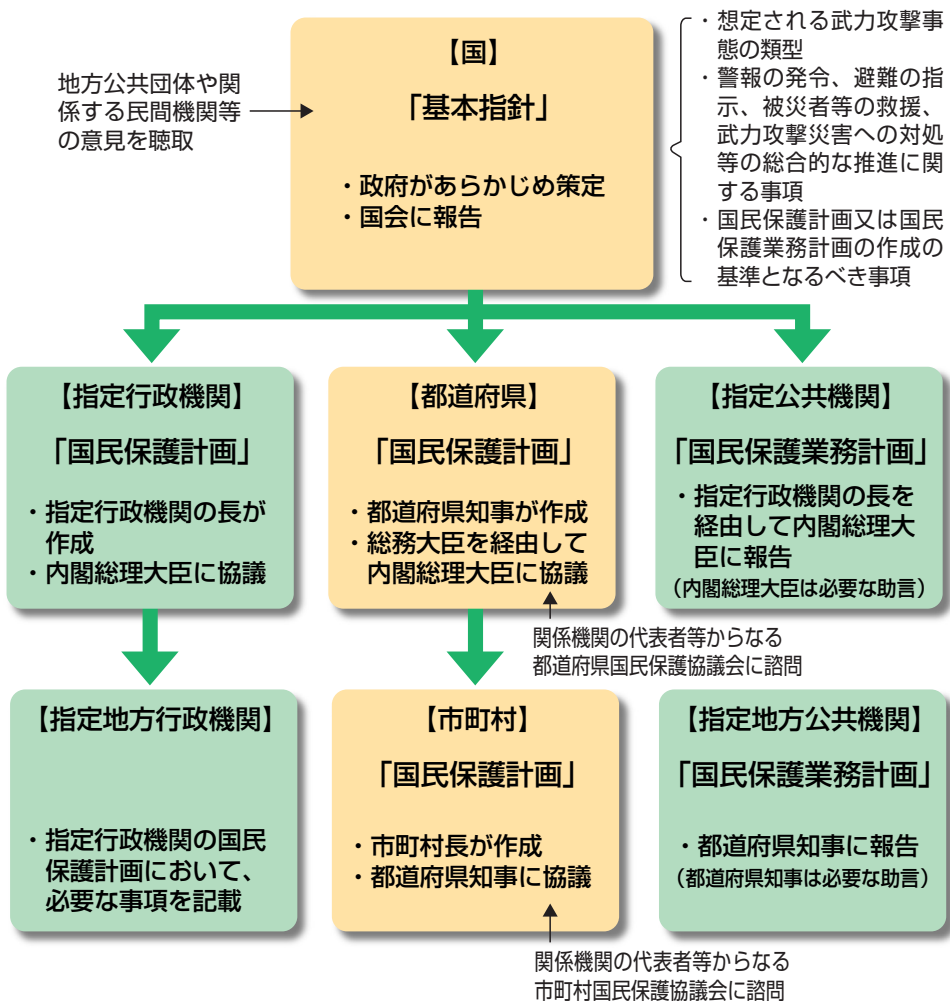 地方公共団体や関
係する民間機関等
の意見を聴取
【国】
「基本指針」
・政府があらかじめ策定
・国会に報告
・想定される武力攻撃事
態の類型
・警報の発令、避難の指
示、被災者等の救援、
武力攻撃災害への対処
等の総合的な推進に関
する事項
・国民保護計画又は国民
保護業務計画の作成の
基準となるべき事項
【指定行政機関】
「国民保護計画」
・指定行政機関の長が
作成
・内閣総理大臣に協議
【都道府県】
「国民保護計画」
・都道府県知事が作成
・総務大臣を経由して
内閣総理大臣に協議
関係機関の代表者等からなる
都道府県国民保護協議会に諮問
【指定公共機関】
「国民保護業務計画」
・指定行政機関の長を
経由して内閣総理大
臣に報告
（内閣総理大臣は必要な助言）
【指定地方行政機関】
・指定行政機関の国民
保護計画において、
必要な事項を記載
【市町村】
「国民保護計画」
・市町村長が作成
・都道府県知事に協議
関係機関の代表者等からなる
市町村国民保護協議会に諮問
【指定地方公共機関】
「国民保護業務計画」
・都道府県知事に報告
（都道府県知事は必要な助言）